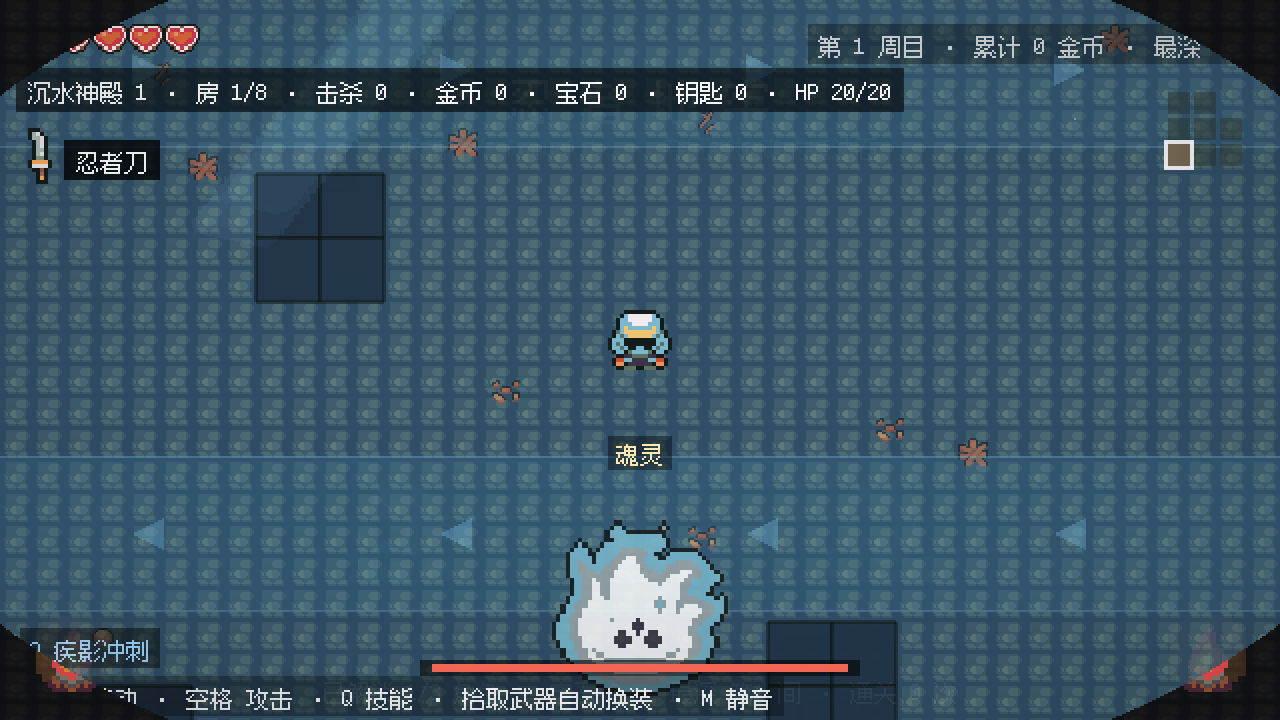 第 1 周目 · 累计 0 金币 · 最深
沉水神殿 1 · 房 1/8 · 击杀 0 · 金币 0 · 宝石 0 · 钥匙 0 · HP 20/20
忍者刀
魂灵
疾影冲刺
空格 攻击 · Q 技能 · 拾取武器自动换装 · M 静音